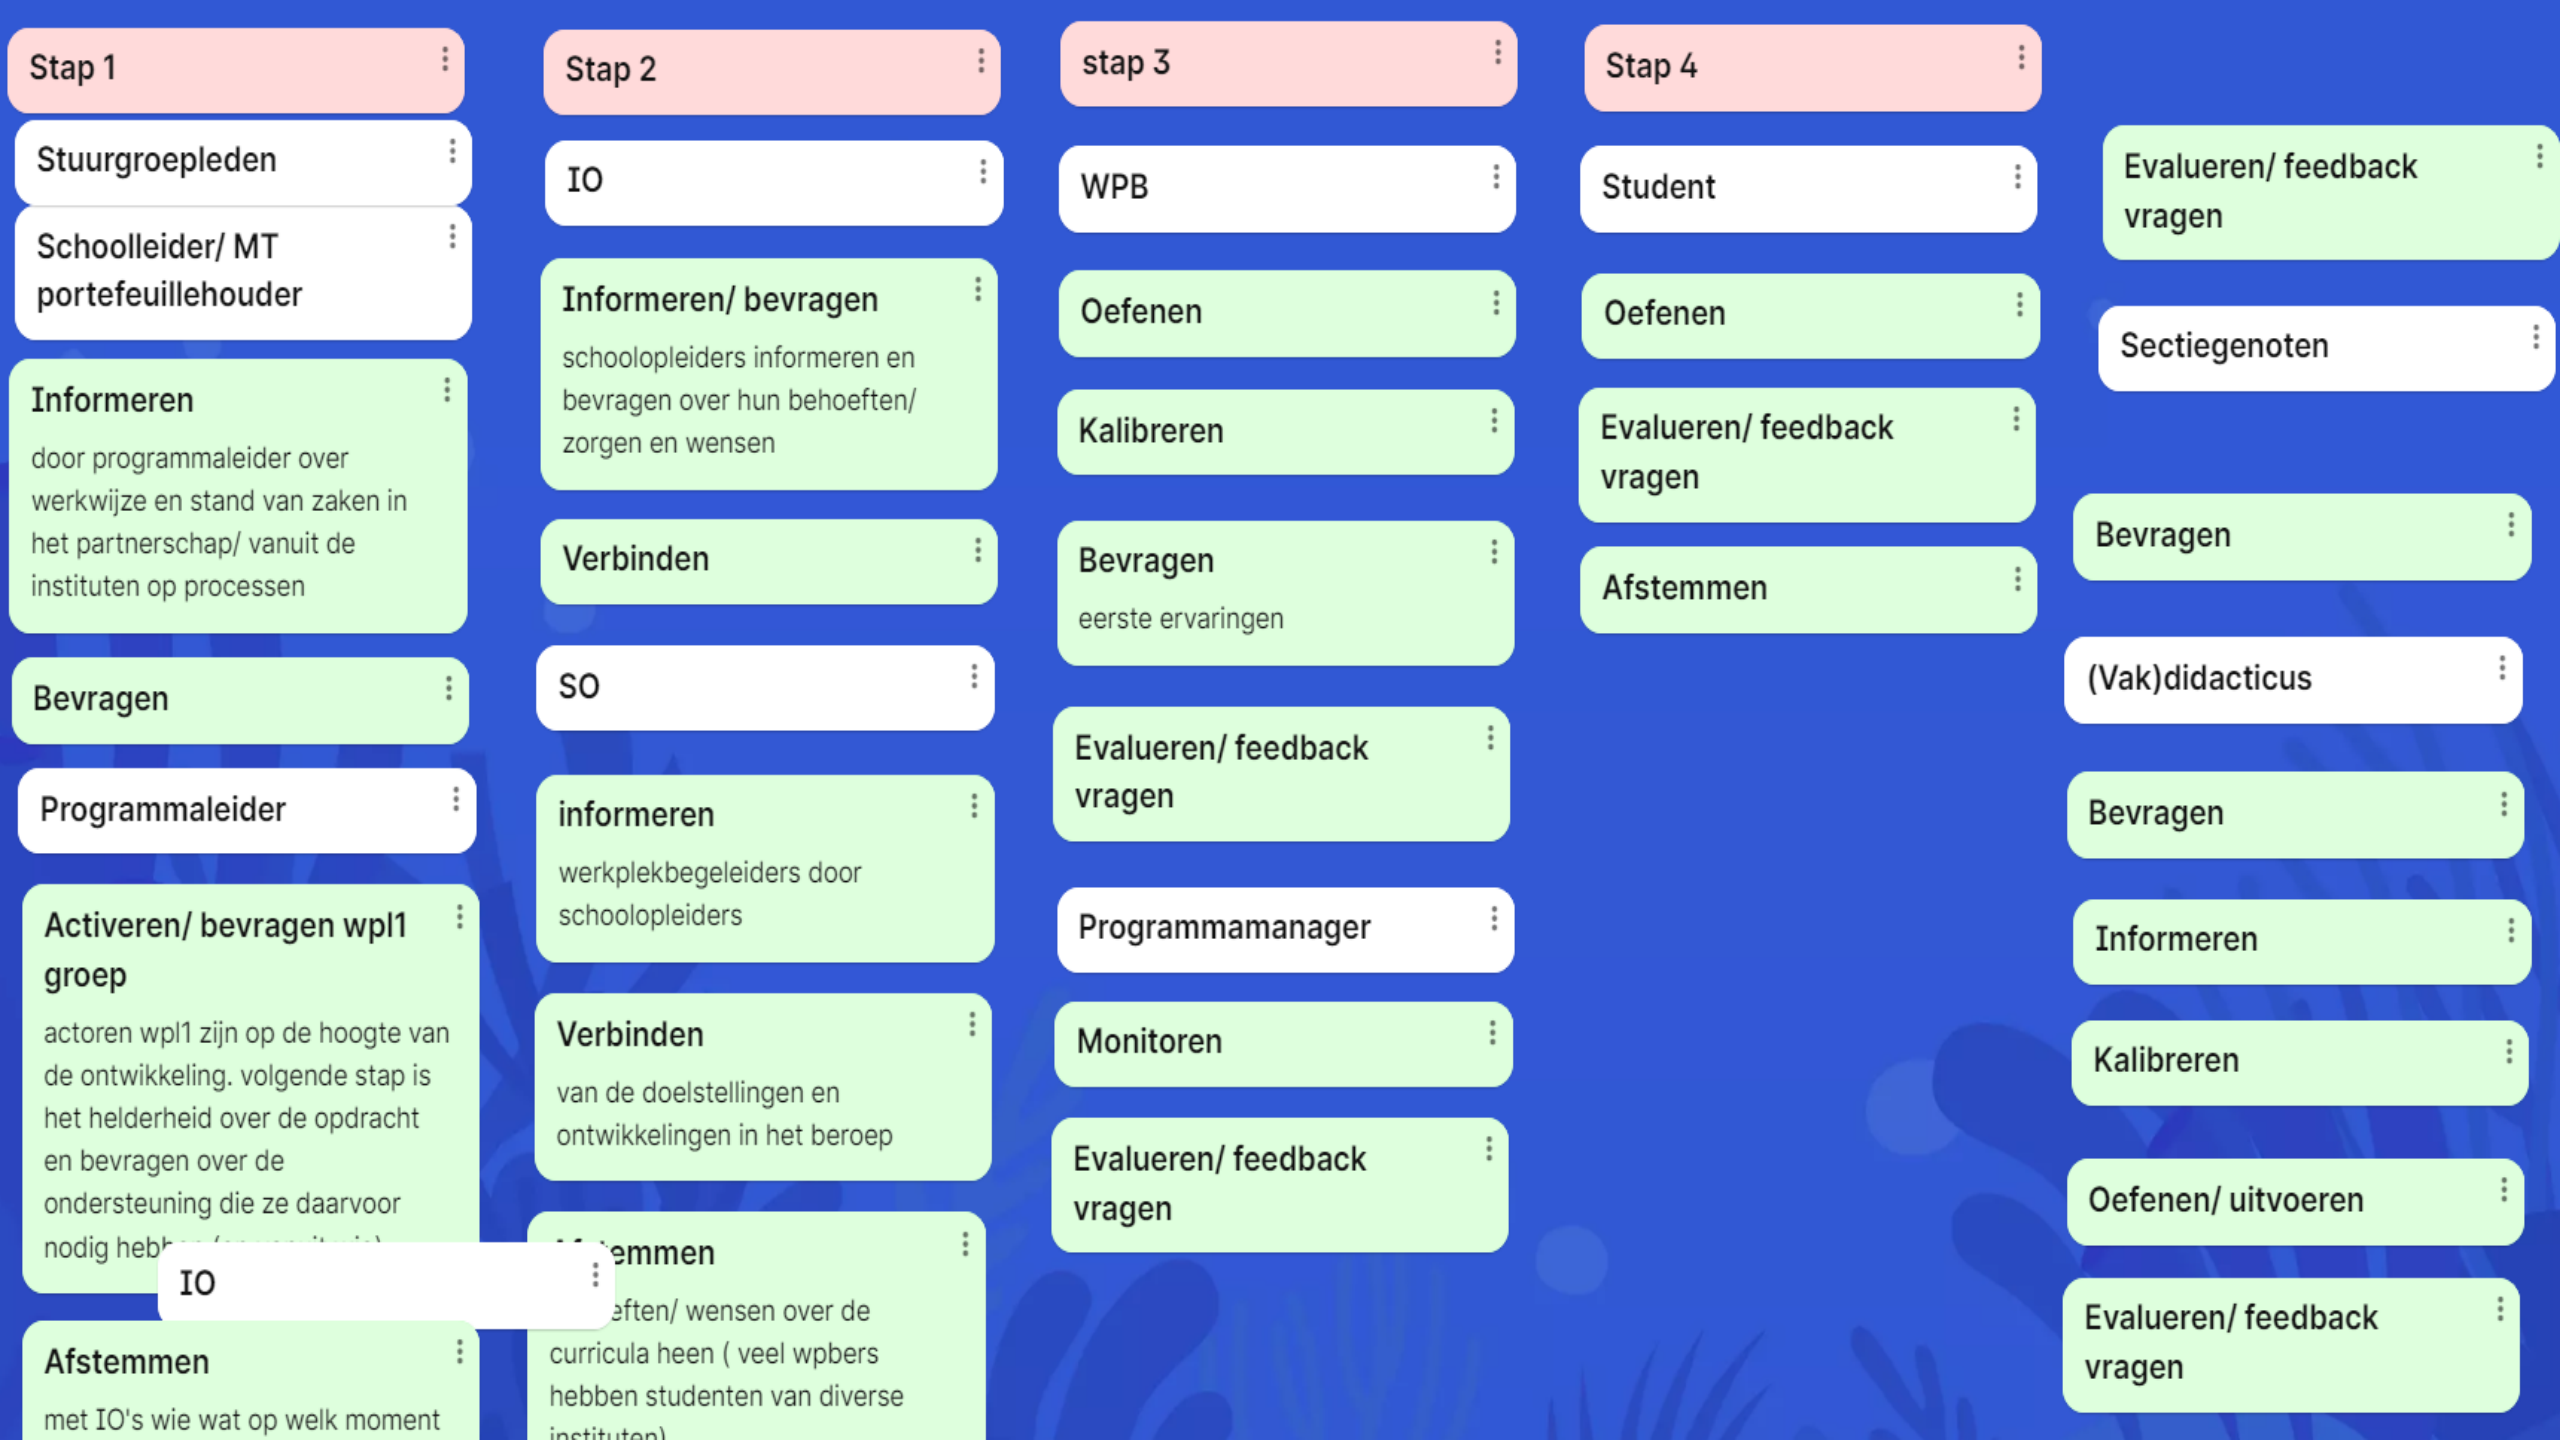 Stap 1
Stuurgroepleden
Schoolleider/ MT
portefeuillehouder
Informeren
door programmaleider over
werkwijze en stand van zaken in
het partnerschap/ vanuit de
instituten op processen
Bevragen
Programmaleider
Activeren/ bevragen wpl1
groep
actoren wpl1 zijn op de hoogte van
de ontwikkeling. volgende stap is
het helderheid over de opdracht
en bevragen over de
ondersteuning die ze daarvoor
nodig
IO
Afstemmen
met IO's wie wat op welk moment
Stap 2
IO
Informeren/ bevragen
schoolopleiders informeren en
bevragen over hun behoeften/
zorgen en wensen
Verbinden
SO
informeren
werkplekbegeleiders door
schoolopleiders
Verbinden
van de doelstellingen en
ontwikkelingen in het beroep
Afstemmen
wensen over de
curricula heen ( veel wpbers
hebben studenten van diverse
instituten)
stap 3
WPB
Oefenen
Kalibreren
Bevragen
eerste ervaringen
Evalueren/ feedback
vragen
Programmamanager
Monitoren
Evalueren/ feedback
vragen
Stap 4
Student
Oefenen
Evalueren/ feedback
vragen
Afstemmen
Evalueren/ feedback
vragen
Sectiegenoten
Bevragen
(Vak)didacticus
Bevragen
Informeren
Kalibreren
Oefenen/ uitvoeren
Evalueren/ feedback
vragen